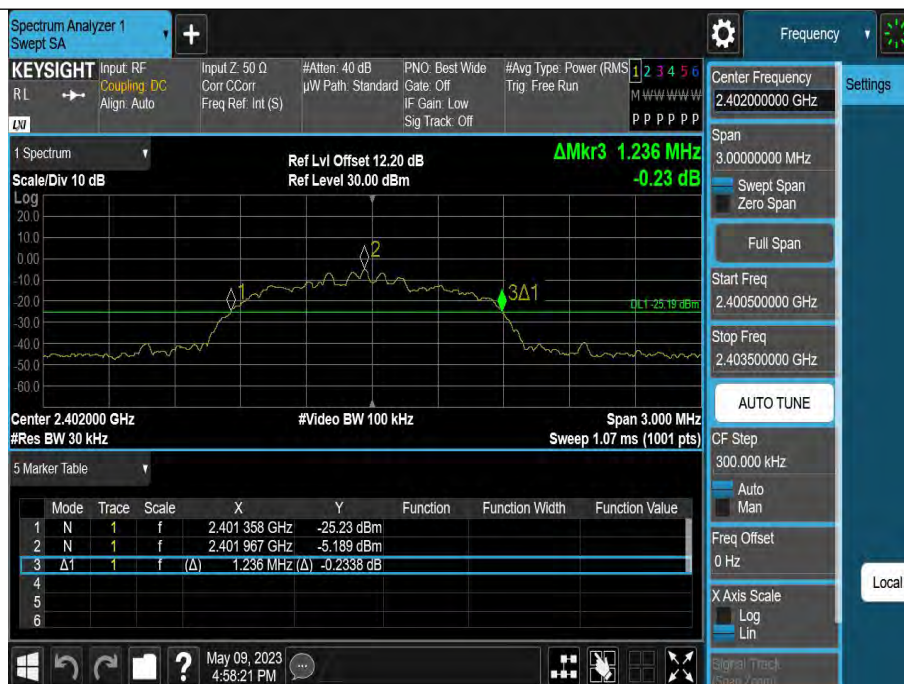 Spectrum Analyzer 1
Swept SA
+
Frequency
KEYSIGHT
RL
LXI
Input: RF
Coupling: DC
Align: Auto
Input Z: 50 Ω
Corr CCorr
Freq Ref: Int (S)
#Atten: 40 dB
µW Path: Standard
PNO: Best Wide
Gate: Off
IF Gain: Low
Sig Track: Off
#Avg Type: Power (RMS
Trig: Free Run
1 2 3 4 5 6
M W W W W W
P P P P P P
Settings
Center Frequency
2.402000000 GHz
Span
3.00000000 MHz
Swept Span
Zero Span
Full Span
Start Freq
2.400500000 GHz
Stop Freq
2.403500000 GHz
AUTO TUNE
CF Step
300.000 kHz
Auto
Man
Freq Offset
0 Hz
X Axis Scale
Log
Lin
Signal Track
(Span Zoom)
Local
1 Spectrum
Scale/Div 10 dB
Log
Ref Lvl Offset 12.20 dB
Ref Level 30.00 dBm
ΔMkr3 1.236 MHz
-0.23 dB
20.0
10.0
0.00
-10.0
-20.0
-30.0
-40.0
-50.0
-60.0
1
2
3Δ1
DL1 -25.19 dBm
Center 2.402000 GHz
#Video BW 100 kHz
Span 3.000 MHz
#Res BW 30 kHz
Sweep 1.07 ms (1001 pts)
5 Marker Table
Mode Trace Scale X Y Function Function Width Function Value
1 N 1 f 2.401 358 GHz -25.23 dBm
2 N 1 f 2.401 967 GHz -5.189 dBm
3 Δ1 1 f (Δ) 1.236 MHz (Δ) -0.2338 dB
4
5
6
?
May 09, 2023
4:58:21 PM